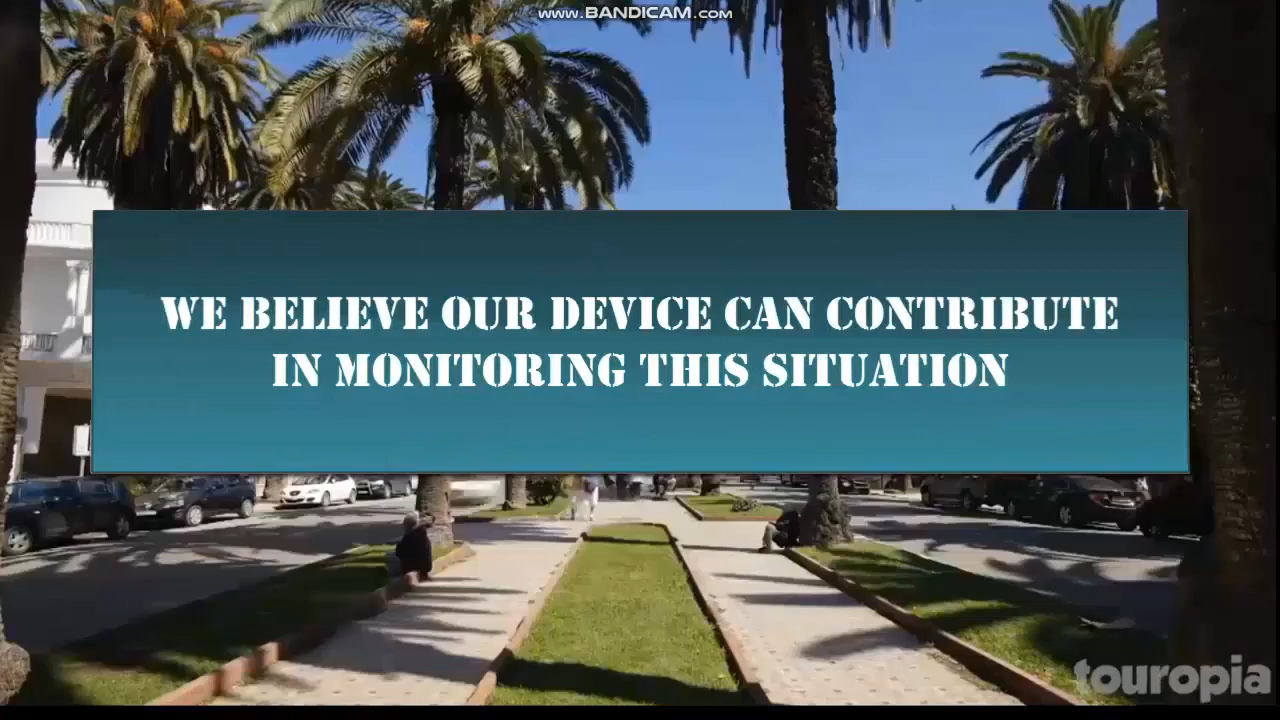 www.BANDICAM.com
WE BELIEVE OUR DEVICE CAN CONTRIBUTE
IN MONITORING THIS SITUATION
touropia